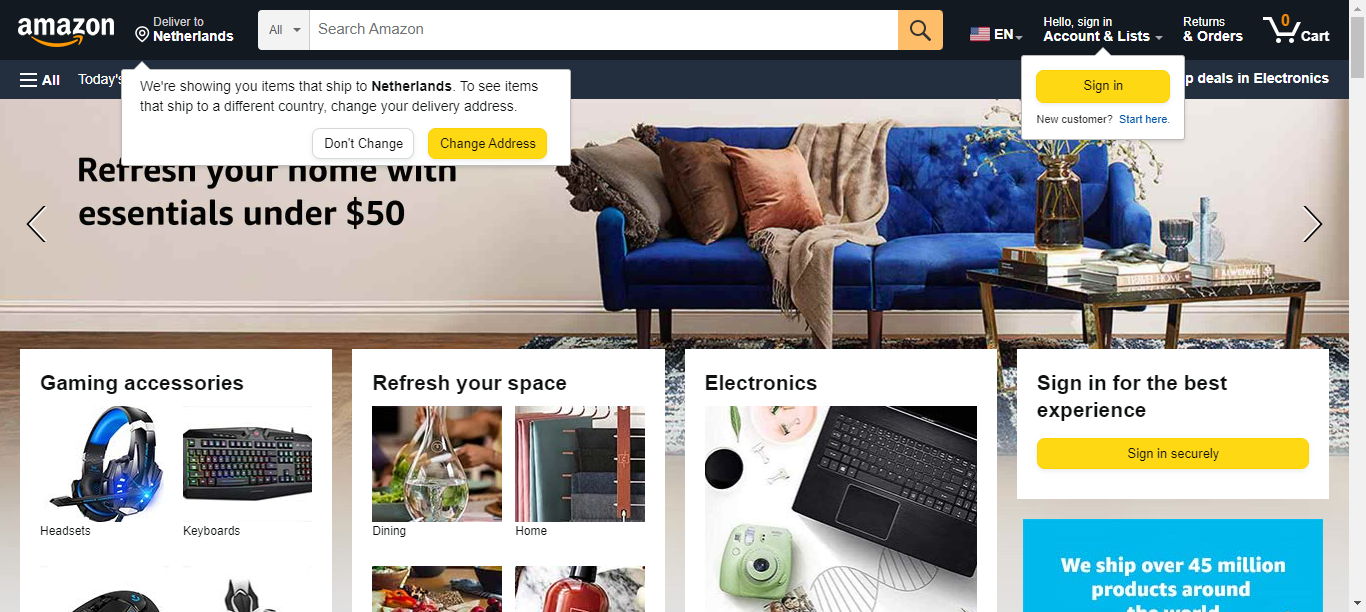 amazon
Deliver to
Netherlands
All
Search Amazon
EN
Hello, sign in
Account & Lists
Returns
& Orders
0
Cart
All
Today's
deals in Electronics
We're showing you items that ship to Netherlands. To see items
that ship to a different country, change your delivery address.
Don't Change
Change Address
Sign in
New customer? Start here.
Refresh your home with
essentials under $50
Gaming accessories
Headsets
Keyboards
Refresh your space
Dining
Home
Electronics
Sign in for the best
experience
Sign in securely
We ship over 45 million
products around
the world